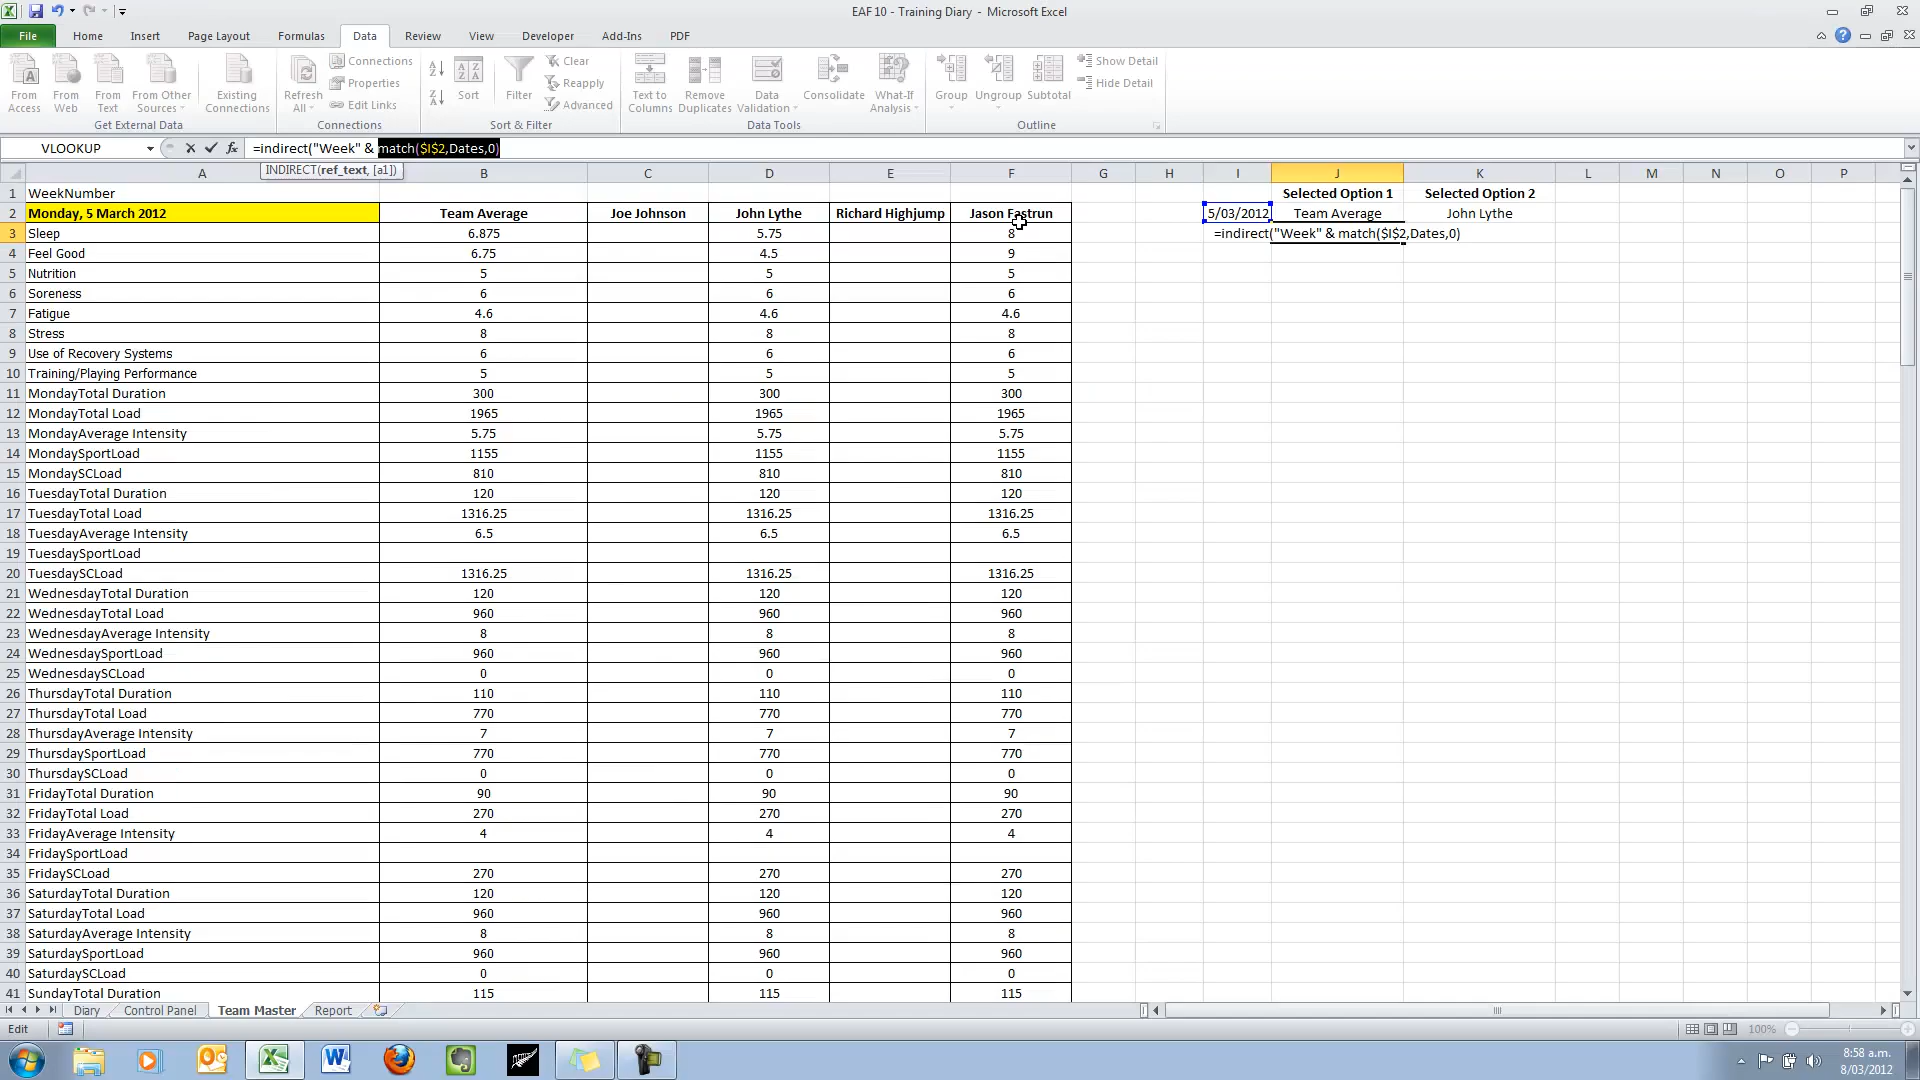 EAF 10 - Training Diary - Microsoft Excel
File Home Insert Page Layout Formulas Data Review View Developer Add-Ins PDF
From Access From Web From Text From Other Sources Existing Connections Refresh All Connections Properties Edit Links Sort Filter Clear Reapply Advanced Text to Columns Remove Duplicates Data Validation Consolidate What-If Analysis Group Ungroup Subtotal Show Detail Hide Detail
Get External Data Connections Sort & Filter Data Tools Outline
VLOOKUP fx =indirect("Week" & match($I$2,Dates,0)
INDIRECT(ref_text, [a1])
A B C D E F G H I J K L M N O P
1 WeekNumber Selected Option 1 Selected Option 2
2 Monday, 5 March 2012 Team Average Joe Johnson John Lythe Richard Highjump Jason Fastrun 5/03/2012 Team Average John Lythe
3 Sleep 6.875 5.75 8 =indirect("Week" & match($I$2,Dates,0)
4 Feel Good 6.75 4.5 9
5 Nutrition 5 5 5
6 Soreness 6 6 6
7 Fatigue 4.6 4.6 4.6
8 Stress 8 8 8
9 Use of Recovery Systems 6 6 6
10 Training/Playing Performance 5 5 5
11 MondayTotal Duration 300 300 300
12 MondayTotal Load 1965 1965 1965
13 MondayAverage Intensity 5.75 5.75 5.75
14 MondaySportLoad 1155 1155 1155
15 MondaySCLoad 810 810 810
16 TuesdayTotal Duration 120 120 120
17 TuesdayTotal Load 1316.25 1316.25 1316.25
18 TuesdayAverage Intensity 6.5 6.5 6.5
19 TuesdaySportLoad
20 TuesdaySCLoad 1316.25 1316.25 1316.25
21 WednesdayTotal Duration 120 120 120
22 WednesdayTotal Load 960 960 960
23 WednesdayAverage Intensity 8 8 8
24 WednesdaySportLoad 960 960 960
25 WednesdaySCLoad 0 0 0
26 ThursdayTotal Duration 110 110 110
27 ThursdayTotal Load 770 770 770
28 ThursdayAverage Intensity 7 7 7
29 ThursdaySportLoad 770 770 770
30 ThursdaySCLoad 0 0 0
31 FridayTotal Duration 90 90 90
32 FridayTotal Load 270 270 270
33 FridayAverage Intensity 4 4 4
34 FridaySportLoad
35 FridaySCLoad 270 270 270
36 SaturdayTotal Duration 120 120 120
37 SaturdayTotal Load 960 960 960
38 SaturdayAverage Intensity 8 8 8
39 SaturdaySportLoad 960 960 960
40 SaturdaySCLoad 0 0 0
41 SundayTotal Duration 115 115 115
Diary Control Panel Team Master Report
Edit 100%
8:58 a.m.
8/03/2012